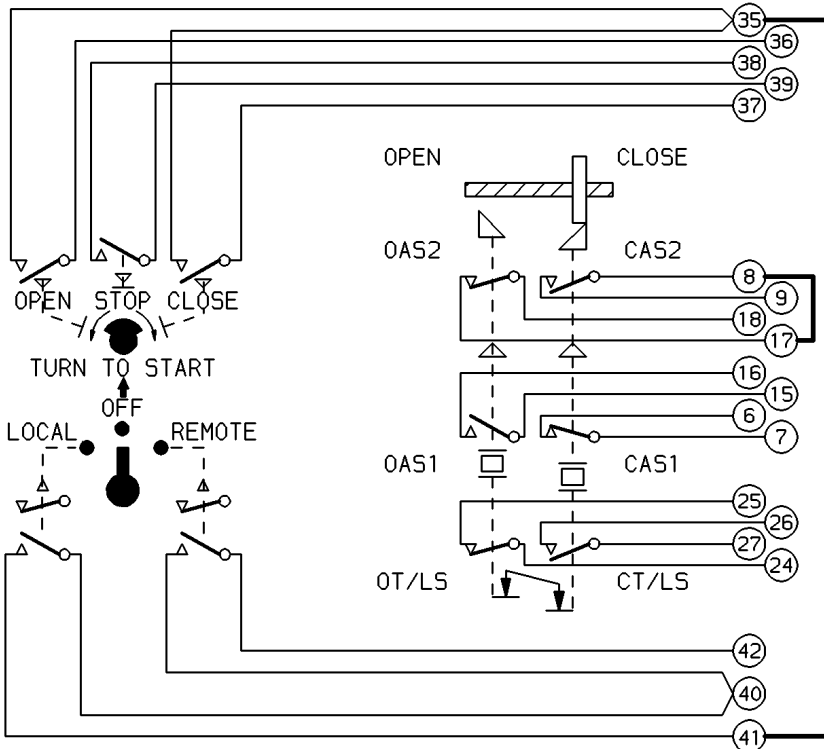 35
36
38
39
37
OPEN CLOSE
OAS2 CAS2
OPEN STOP CLOSE
8
9
18
17
TURN TO START
16
15
OFF
6
LOCAL REMOTE
7
OAS1 CAS1
25
26
27
24
OT/LS CT/LS
42
40
41